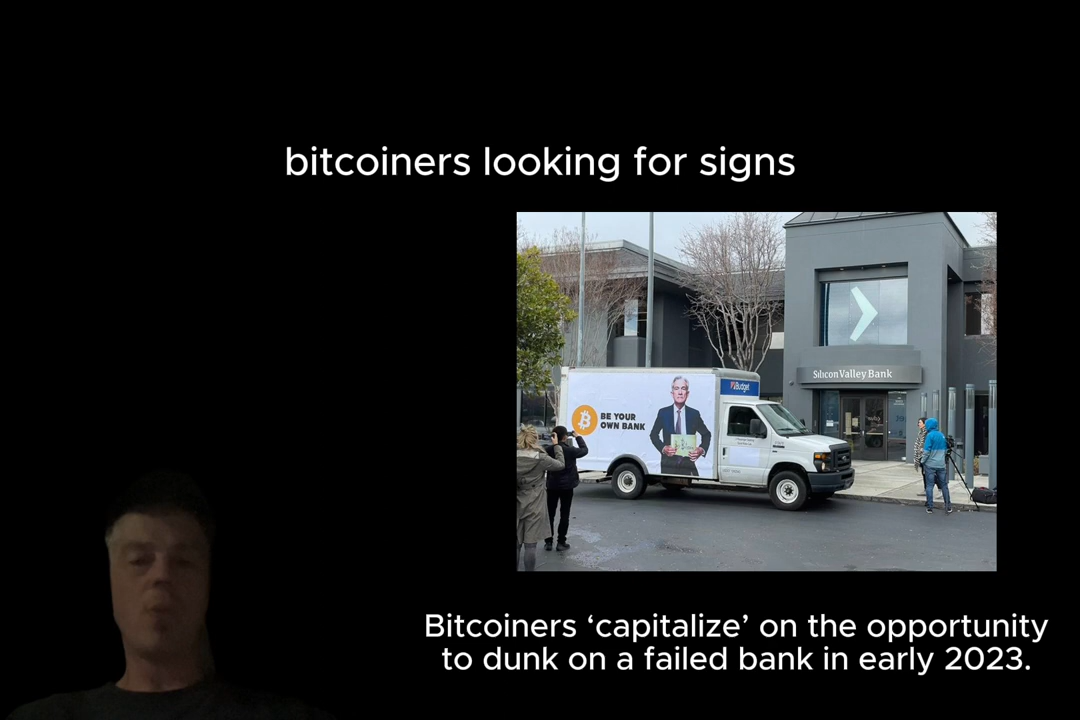 bitcoiners looking for signs
Silicon Valley Bank
Budget
BE YOUR
OWN BANK
Bitcoiners ‘capitalize’ on the opportunity
to dunk on a failed bank in early 2023.